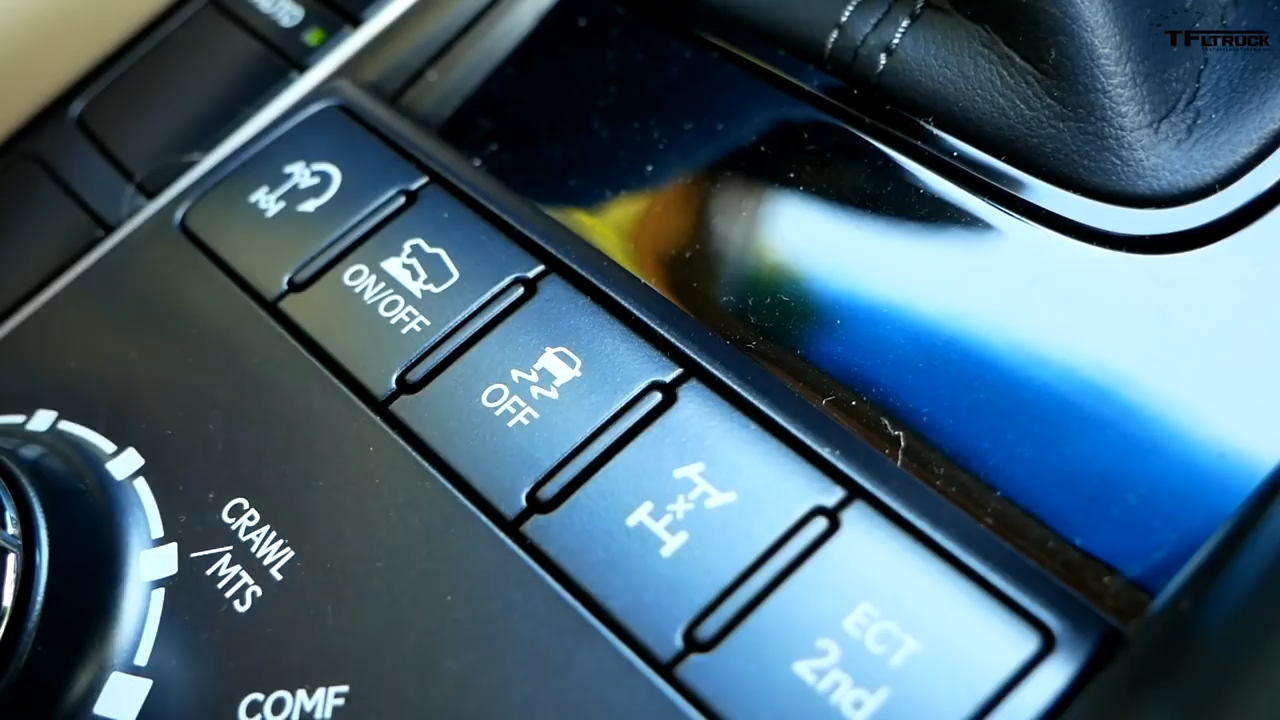 AUTO
TFLTRUCK
ON/OFF
OFF
CRAWL
/MTS
ECT
2nd
COMF